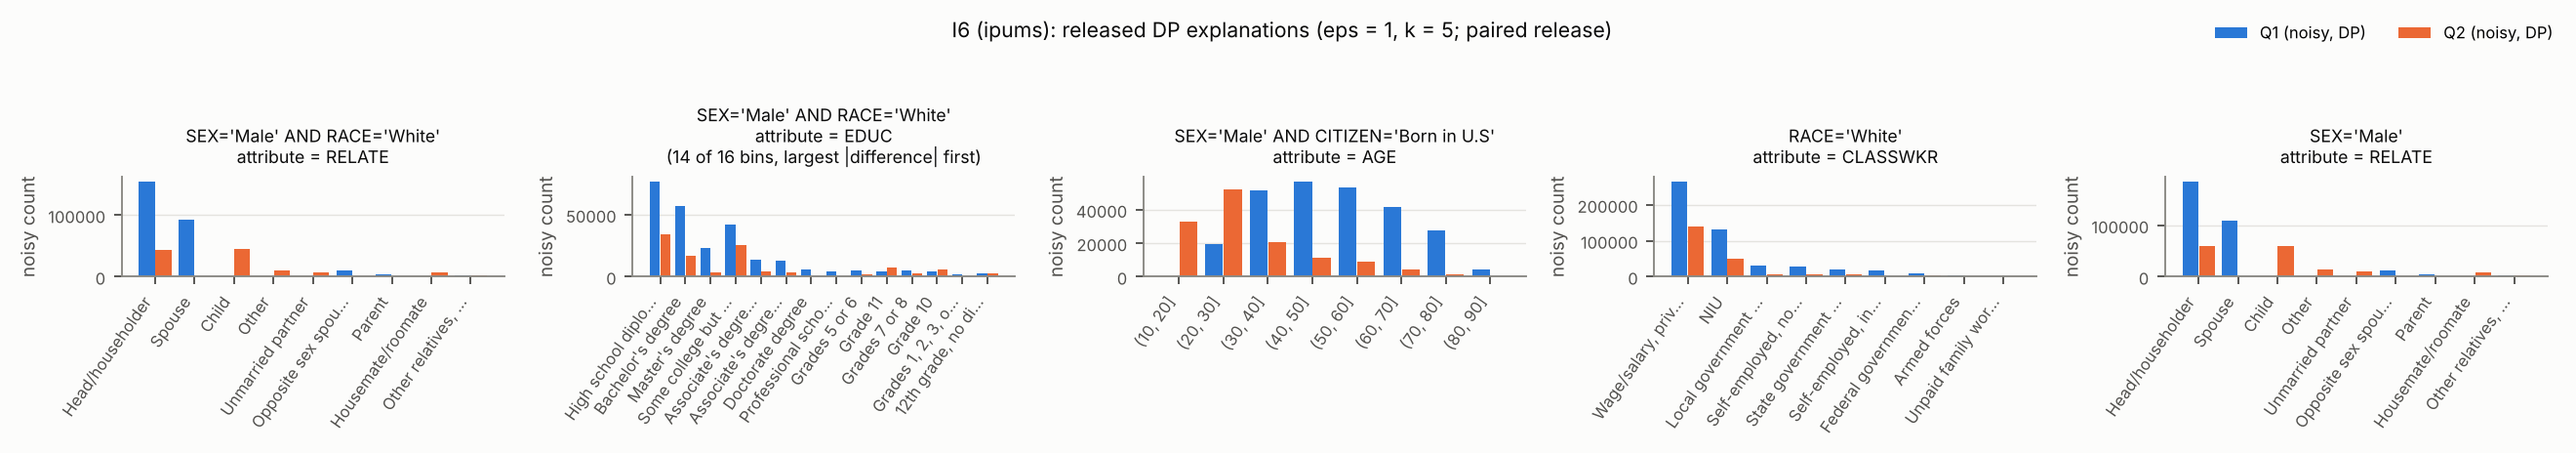 I6 (ipums): released DP explanations (eps = 1, k = 5; paired release)
Q1 (noisy, DP)
Q2 (noisy, DP)
SEX='Male' AND RACE='White'
attribute = RELATE
noisy count
100000
0
Head/householder
Spouse
Child
Other
Unmarried partner
Opposite sex spou...
Parent
Housemate/roomate
Other relatives, ...
SEX='Male' AND RACE='White'
attribute = EDUC
(14 of 16 bins, largest |difference| first)
noisy count
50000
0
High school diplo...
Bachelor's degree
Master's degree
Some college but ...
Associate's degre...
Associate's degre...
Doctorate degree
Professional scho...
Grades 5 or 6
Grade 11
Grades 7 or 8
Grade 10
Grades 1, 2, 3, o...
12th grade, no di...
SEX='Male' AND CITIZEN='Born in U.S'
attribute = AGE
noisy count
40000
20000
0
(10, 20]
(20, 30]
(30, 40]
(40, 50]
(50, 60]
(60, 70]
(70, 80]
(80, 90]
RACE='White'
attribute = CLASSWKR
noisy count
200000
100000
0
Wage/salary, priv...
NIU
Local government ...
Self-employed, no...
State government ...
Self-employed, in...
Federal governmen...
Armed forces
Unpaid family wor...
SEX='Male'
attribute = RELATE
noisy count
100000
0
Head/householder
Spouse
Child
Other
Unmarried partner
Opposite sex spou...
Parent
Housemate/roomate
Other relatives, ...